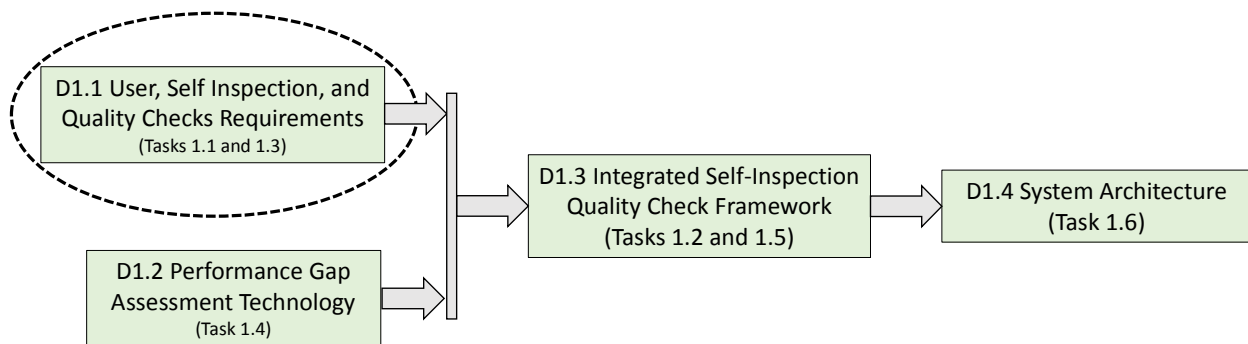 D1.1 User, Self Inspection, and
Quality Checks Requirements
(Tasks 1.1 and 1.3)
D1.2 Performance Gap
Assessment Technology
(Task 1.4)
D1.3 Integrated Self-Inspection
Quality Check Framework
(Tasks 1.2 and 1.5)
D1.4 System Architecture
(Task 1.6)